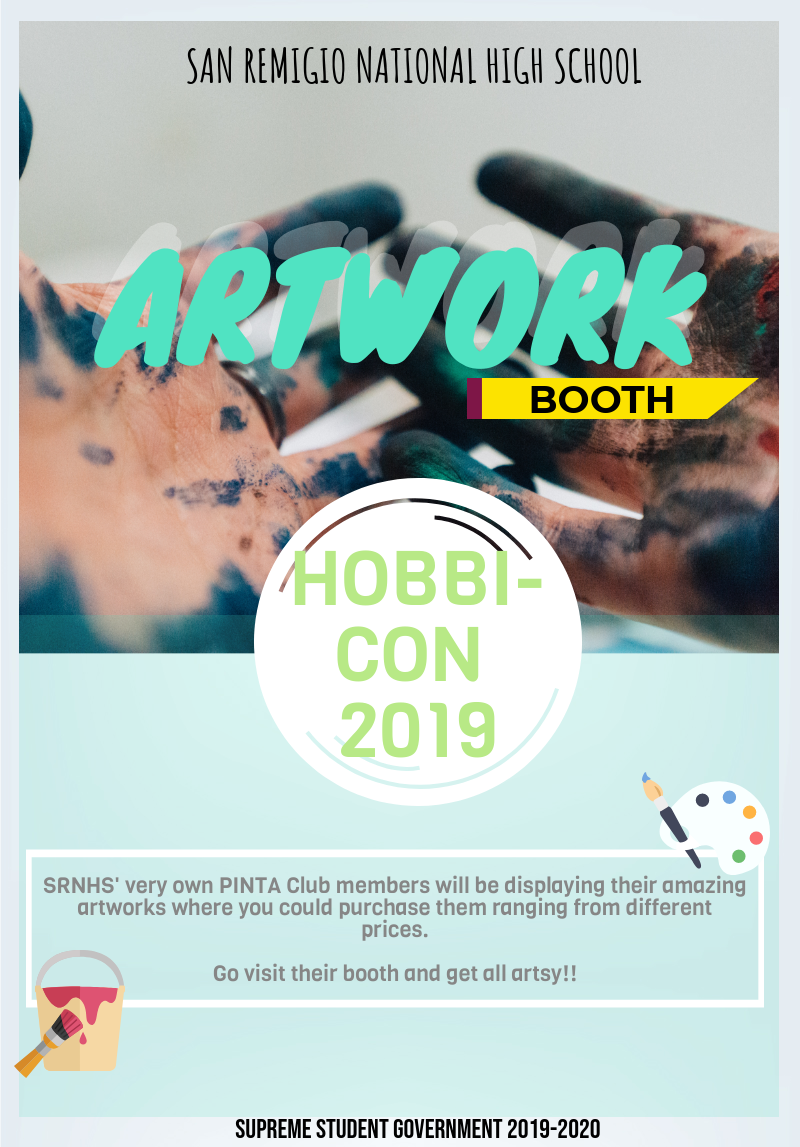 SAN REMIGIO NATIONAL HIGH SCHOOL
ARTWORK
BOOTH
HOBBI-
CON
2019
SRNHS' very own PINTA Club members will be displaying their amazing
artworks where you could purchase them ranging from different
prices.
Go visit their booth and get all artsy!!
SUPREME STUDENT GOVERNMENT 2019-2020